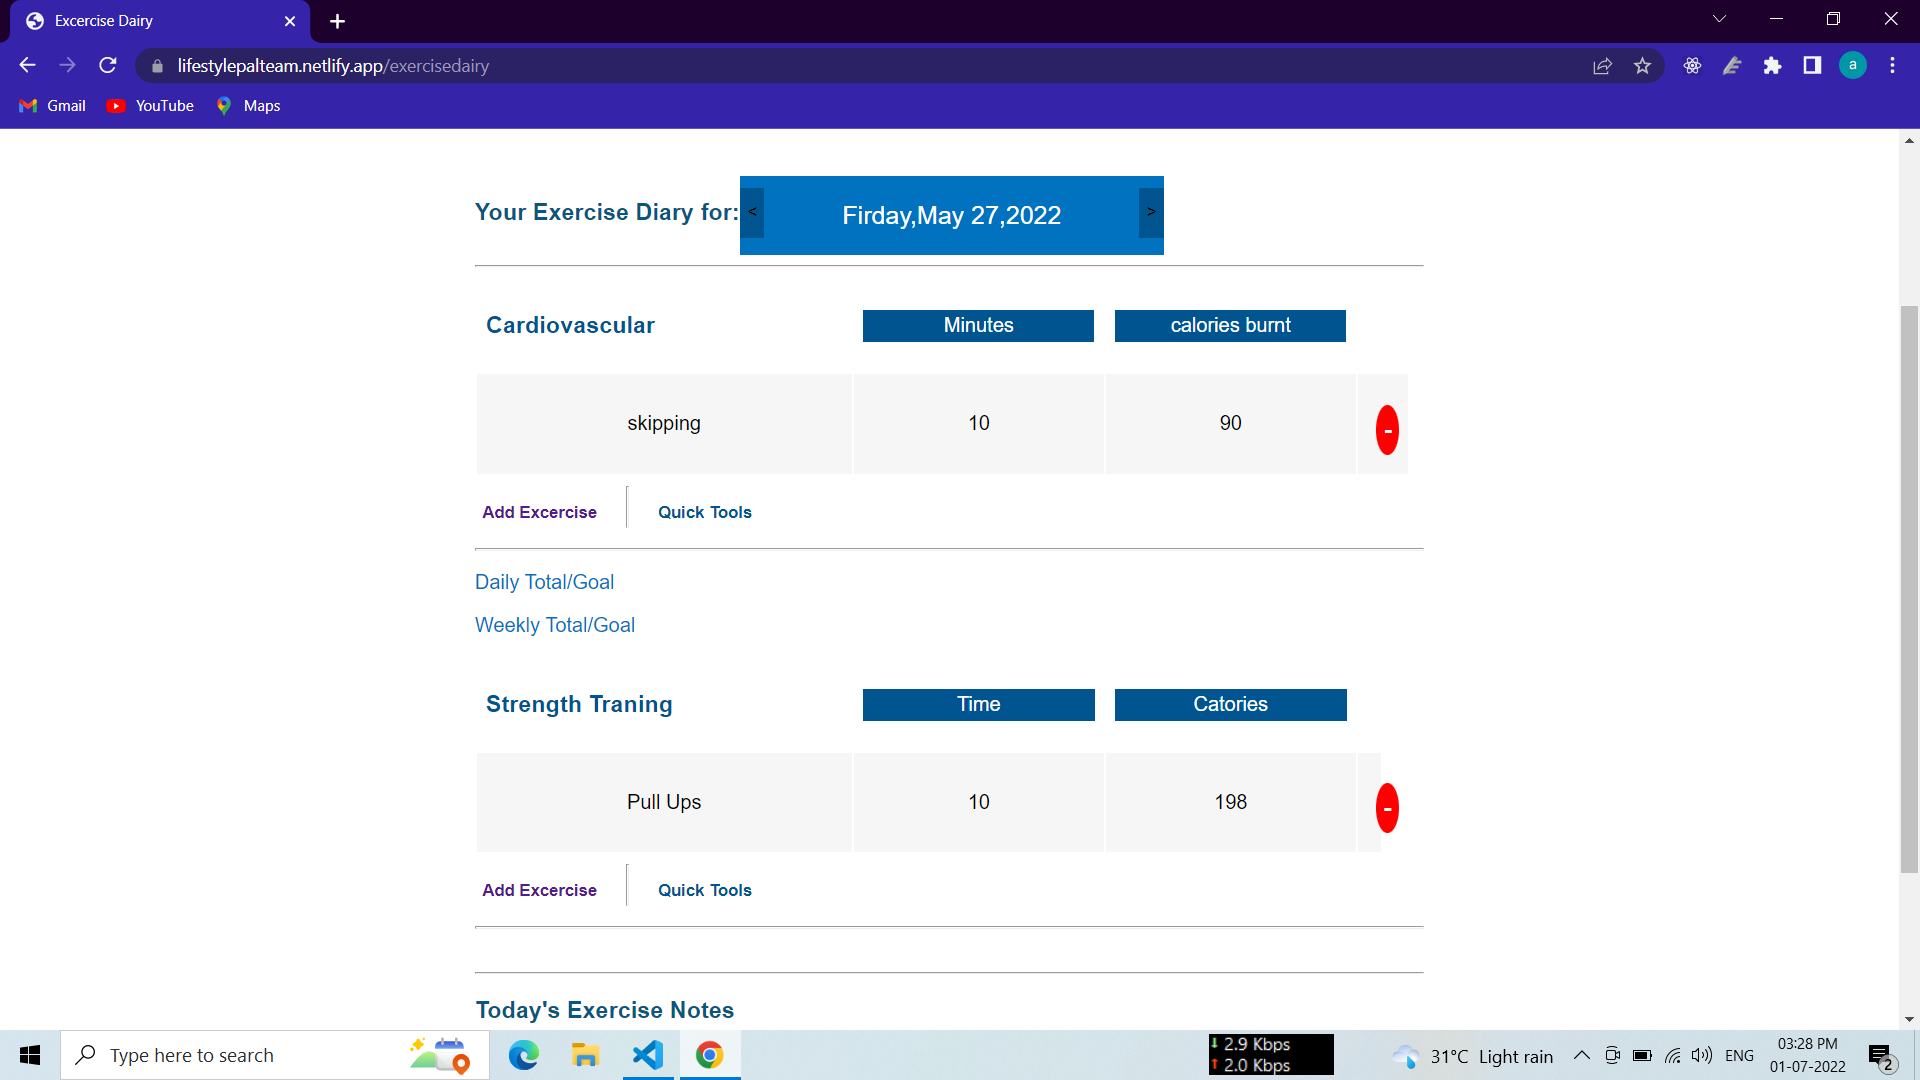 Excercise Dairy
lifestylepalteam.netlify.app/exercisedairy
a
Gmail YouTube Maps
Your Exercise Diary for: < Firday,May 27,2022 >
Cardiovascular Minutes calories burnt
skipping 10 90 -
Add Excercise Quick Tools
Daily Total/Goal
Weekly Total/Goal
Strength Traning Time Catories
Pull Ups 10 198 -
Add Excercise Quick Tools
Today's Exercise Notes
Type here to search
2.9 Kbps
2.0 Kbps
31°C Light rain
ENG
03:28 PM
01-07-2022
2